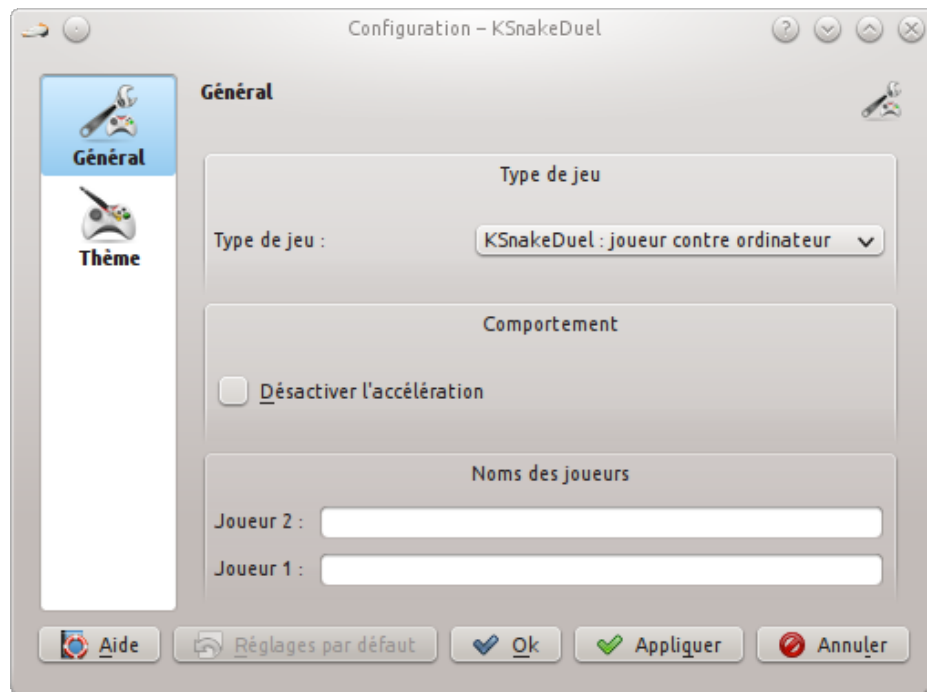 Configuration – KSnakeDuel
Général
Thème
Général
Type de jeu
Type de jeu : KSnakeDuel : joueur contre ordinateur
Comportement
Désactiver l'accélération
Noms des joueurs
Joueur 2 :
Joueur 1 :
Aide Réglages par défaut Ok Appliquer Annuler